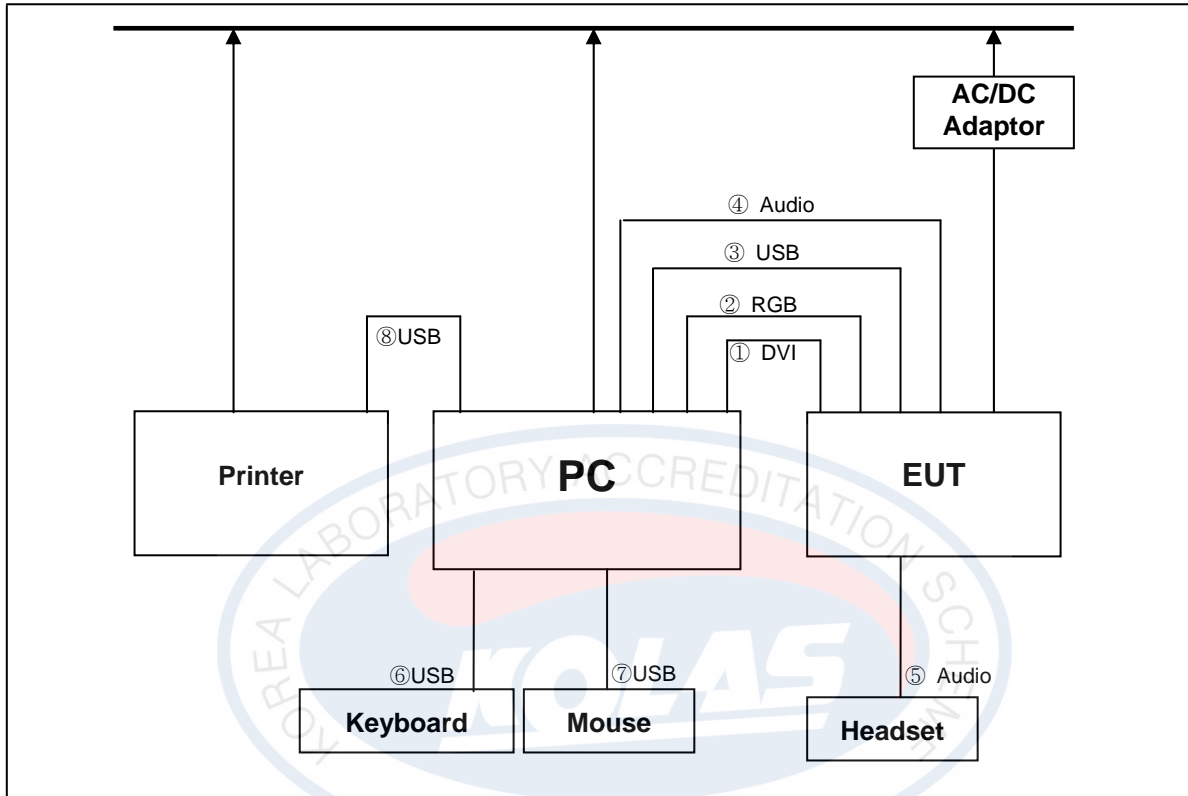 AC/DC
Adaptor
④ Audio
③ USB
② RGB
① DVI
⑧USB
Printer
PC
EUT
KOREA LABORATORY ACCREDITATION SCHEME
KOLAS
⑥USB
⑦USB
⑤ Audio
Keyboard
Mouse
Headset